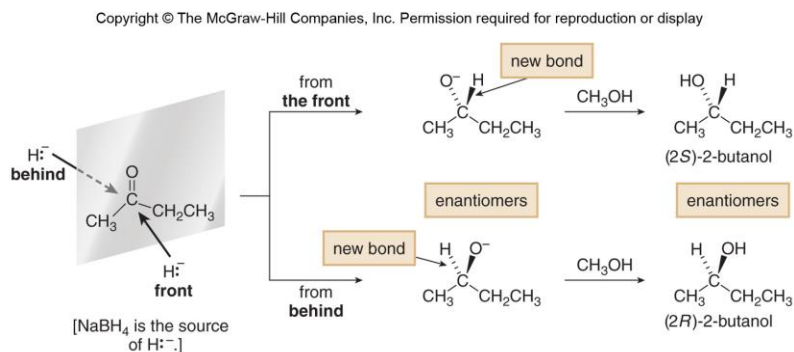 Copyright © The McGraw-Hill Companies, Inc. Permission required for reproduction or display
from
the front
new bond
O⁻ H
C
CH₃ CH₂CH₃
CH₃OH
HO H
C
CH₃ CH₂CH₃
(2S)-2-butanol
H:⁻
behind
O
C
CH₃ CH₂CH₃
H:⁻
front
[NaBH₄ is the source
of H:⁻.]
enantiomers
enantiomers
new bond
from
behind
H O⁻
C
CH₃ CH₂CH₃
CH₃OH
H OH
C
CH₃ CH₂CH₃
(2R)-2-butanol